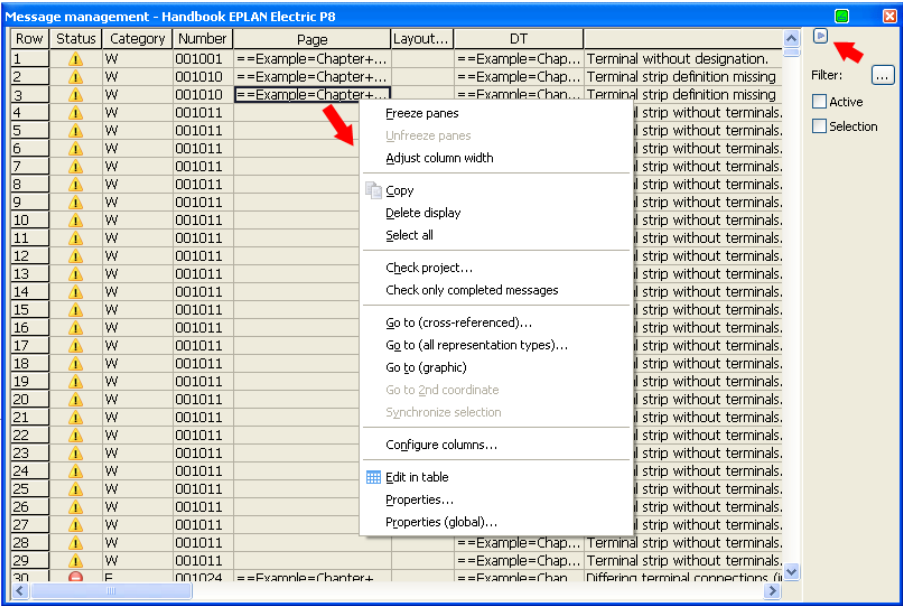 Message management - Handbook EPLAN Electric P8
Row Status Category Number Page Layout... DT
1 W 001001 ==Example=Chapter+... ==Example=Chap... Terminal without designation.
2 W 001010 ==Example=Chapter+... ==Example=Chap... Terminal strip definition missing
3 W 001010 ==Example=Chapter+... ==Example=Chap... Terminal strip definition missing
4 W 001011 l strip without terminals.
5 W 001011 l strip without terminals.
6 W 001011 l strip without terminals.
7 W 001011 l strip without terminals.
8 W 001011 l strip without terminals.
9 W 001011 l strip without terminals.
10 W 001011 l strip without terminals.
11 W 001011 l strip without terminals.
12 W 001011 l strip without terminals.
13 W 001011 l strip without terminals.
14 W 001011 l strip without terminals.
15 W 001011 l strip without terminals.
16 W 001011 l strip without terminals.
17 W 001011 l strip without terminals.
18 W 001011 l strip without terminals.
19 W 001011 l strip without terminals.
20 W 001011 l strip without terminals.
21 W 001011 l strip without terminals.
22 W 001011 l strip without terminals.
23 W 001011 l strip without terminals.
24 W 001011 l strip without terminals.
25 W 001011 l strip without terminals.
26 W 001011 l strip without terminals.
27 W 001011 l strip without terminals.
28 W 001011 ==Example=Chap... Terminal strip without terminals.
29 W 001011 ==Example=Chap... Terminal strip without terminals.
30 E 001024 ==Example=Chapter+ ==Example=Chap Differing terminal connections (i
Freeze panes
Unfreeze panes
Adjust column width
Copy
Delete display
Select all
Check project...
Check only completed messages
Go to (cross-referenced)...
Go to (all representation types)...
Go to (graphic)
Go to 2nd coordinate
Synchronize selection
Configure columns...
Edit in table
Properties...
Properties (global)...
Filter: ...
Active
Selection